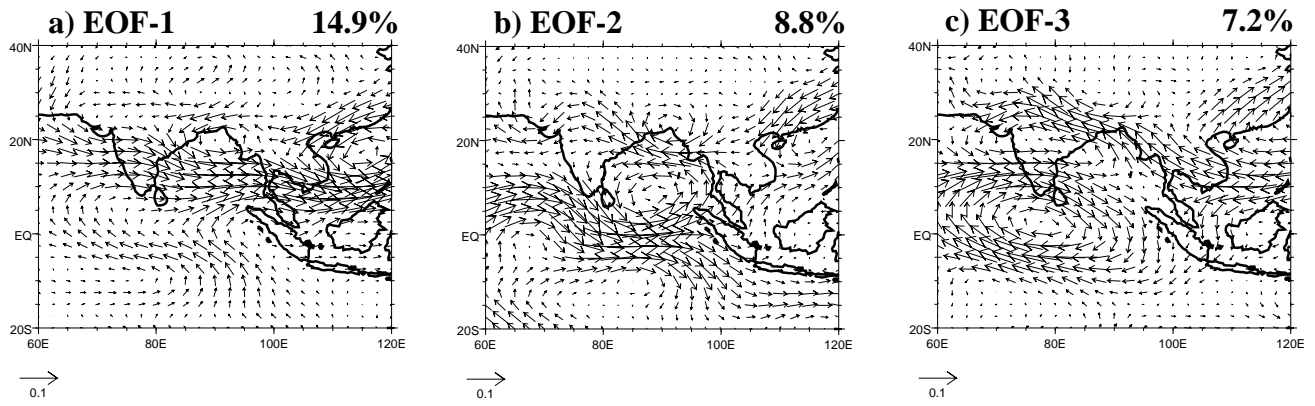 a) EOF-1 14.9%
40N
20N
EQ
20S
60E 80E 100E 120E
0.1
b) EOF-2 8.8%
40N
20N
EQ
20S
60E 80E 100E 120E
0.1
c) EOF-3 7.2%
40N
20N
EQ
20S
60E 80E 100E 120E
0.1